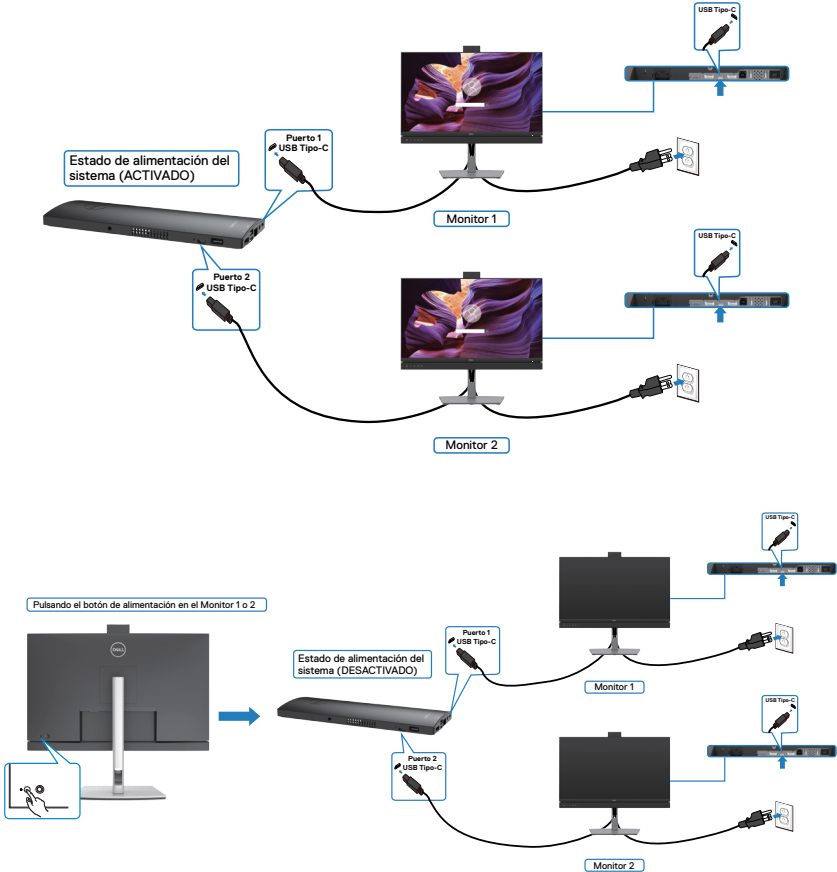 USB Tipo-C
Puerto 1
USB Tipo-C
Estado de alimentación del
sistema (ACTIVADO)
Monitor 1
USB Tipo-C
Puerto 2
USB Tipo-C
Monitor 2
USB Tipo-C
Pulsando el botón de alimentación en el Monitor 1 o 2
DELL
Puerto 1
USB Tipo-C
Estado de alimentación del
sistema (DESACTIVADO)
Monitor 1
USB Tipo-C
Puerto 2
USB Tipo-C
Monitor 2